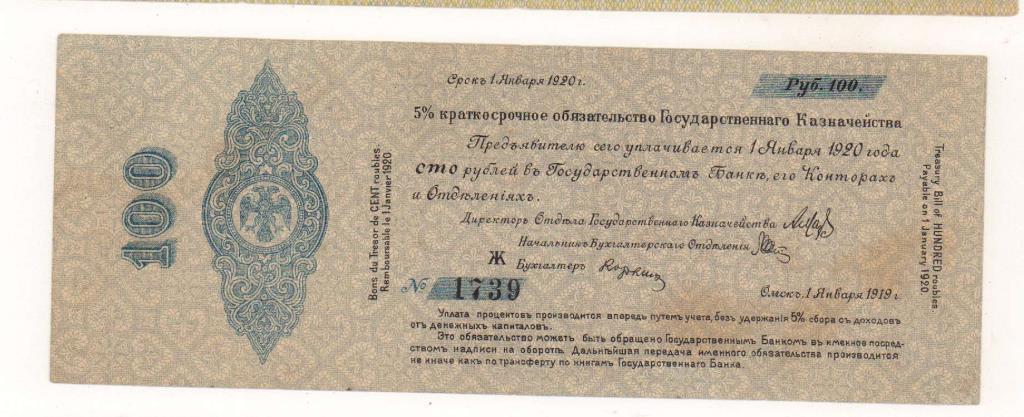 Срокъ 1 Января 1920 г.
Руб. 100.
5% краткосрочное обязательство Государственнаго Казначейства
Предъявителю сего уплачивается 1 Января 1920 года
сто рублей въ Государственномъ Банкѣ, его Конторахъ
и Отдѣленіяхъ.
Директоръ Отдѣла Государственнаго Казначейства
Начальникъ Бухгалтерскаго Отдѣленія
Ж Бухгалтеръ
№ 1739
Омскъ, 1 Января 1919 г.
Уплата процентовъ производится впередъ путемъ учета, безъ удержанія 5% сбора съ доходовъ
отъ денежныхъ капиталовъ.
Это обязательство можетъ быть обращено Государственнымъ Банкомъ въ именное посред-
ствомъ надписи на оборотѣ. Дальнѣйшая передача именного обязательства производится
не иначе какъ по трансферту по книгамъ Государственнаго Банка.
100
Bons du Tresor de CENT roubles.
Remboursable le 1 Janvier 1920
Treasury Bill of HUNDRED roubles
Payable on 1 January 1920.